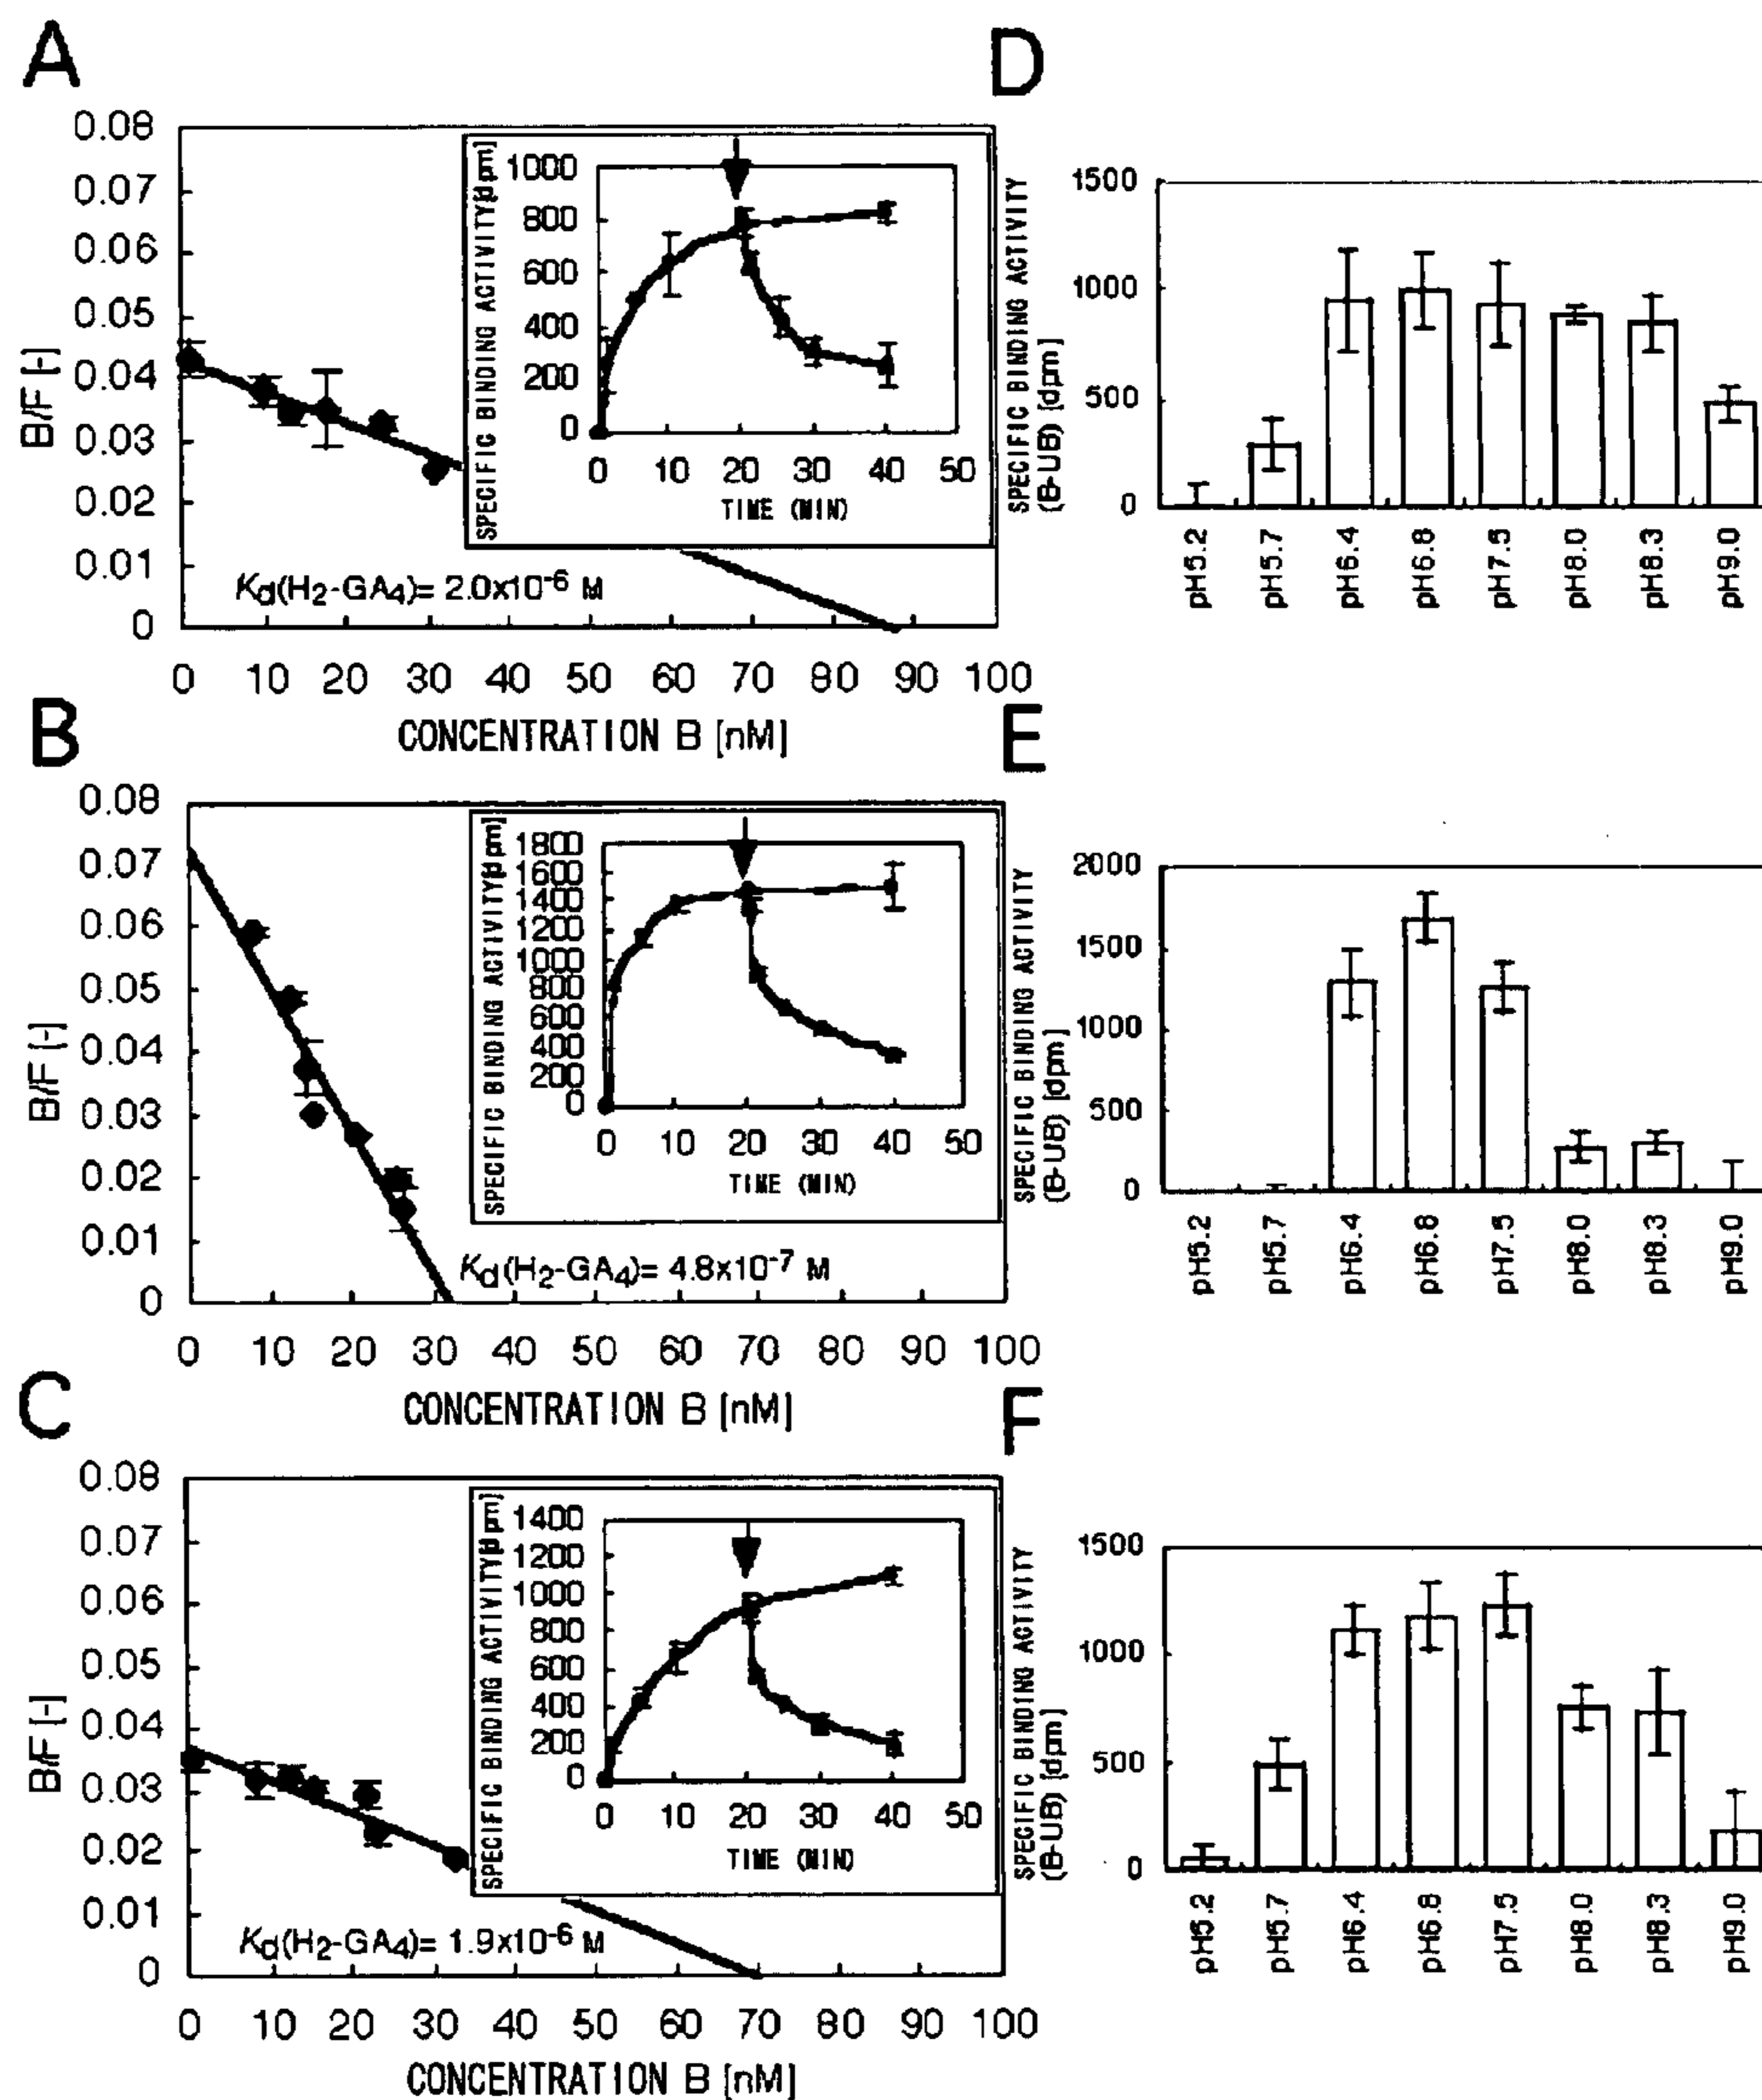 A
0.08
0.07
0.06
0.05
0.04
0.03
0.02
0.01
0
B/F [-]
0 10 20 30 40 50 60 70 80 90 100
CONCENTRATION B [nM]
Kd(H2-GA4)= 2.0x10-6 M
SPECIFIC BINDING ACTIVITY [dpm]
1000
800
600
400
200
0
0 10 20 30 40 50
TIME (MIN)
D
SPECIFIC BINDING ACTIVITY
(B-UB) [dpm]
1500
1000
500
0
pH5.2 pH5.7 pH6.4 pH6.8 pH7.5 pH8.0 pH8.3 pH9.0
B
0.08
0.07
0.06
0.05
0.04
0.03
0.02
0.01
0
B/F [-]
0 10 20 30 40 50 60 70 80 90 100
CONCENTRATION B [nM]
Kd(H2-GA4)= 4.8x10-7 M
SPECIFIC BINDING ACTIVITY [dpm]
1800
1600
1400
1200
1000
800
600
400
200
0
0 10 20 30 40 50
TIME (MIN)
E
SPECIFIC BINDING ACTIVITY
(B-UB) [dpm]
2000
1500
1000
500
0
pH5.2 pH5.7 pH6.4 pH6.8 pH7.5 pH8.0 pH8.3 pH9.0
C
0.08
0.07
0.06
0.05
0.04
0.03
0.02
0.01
0
B/F [-]
0 10 20 30 40 50 60 70 80 90 100
CONCENTRATION B [nM]
Kd(H2-GA4)= 1.9x10-6 M
SPECIFIC BINDING ACTIVITY [dpm]
1400
1200
1000
800
600
400
200
0
0 10 20 30 40 50
TIME (MIN)
F
SPECIFIC BINDING ACTIVITY
(B-UB) [dpm]
1500
1000
500
0
pH5.2 pH5.7 pH6.4 pH6.8 pH7.5 pH8.0 pH8.3 pH9.0